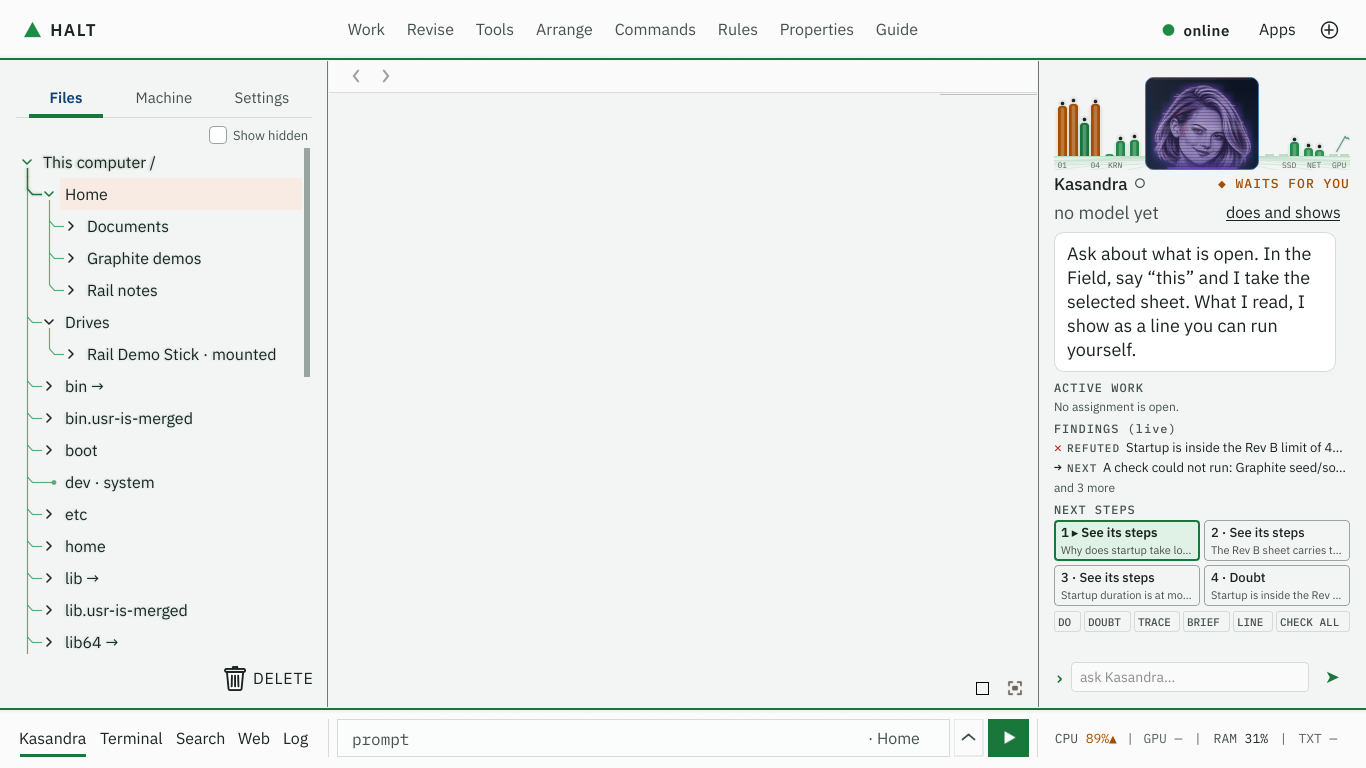 HALT
Work Revise Tools Arrange Commands Rules Properties Guide
online Apps
Files Machine Settings
Show hidden
This computer /
Home
Documents
Graphite demos
Rail notes
Drives
Rail Demo Stick · mounted
bin →
bin.usr-is-merged
boot
dev · system
etc
home
lib →
lib.usr-is-merged
lib64 →
DELETE
01 04 KRN SSD NET GPU
Kasandra ◆ WAITS FOR YOU
no model yet does and shows
Ask about what is open. In the
Field, say “this” and I take the
selected sheet. What I read, I
show as a line you can run
yourself.
ACTIVE WORK
No assignment is open.
FINDINGS (live)
× REFUTED Startup is inside the Rev B limit of 4…
→ NEXT A check could not run: Graphite seed/so…
and 3 more
NEXT STEPS
1 ▸ See its steps
Why does startup take lo…
2 · See its steps
The Rev B sheet carries t…
3 · See its steps
Startup duration is at mo…
4 · Doubt
Startup is inside the Rev …
DO DOUBT TRACE BRIEF LINE CHECK ALL
› ask Kasandra…
Kasandra Terminal Search Web Log
prompt · Home
CPU 89%▲ | GPU — | RAM 31% | TXT —